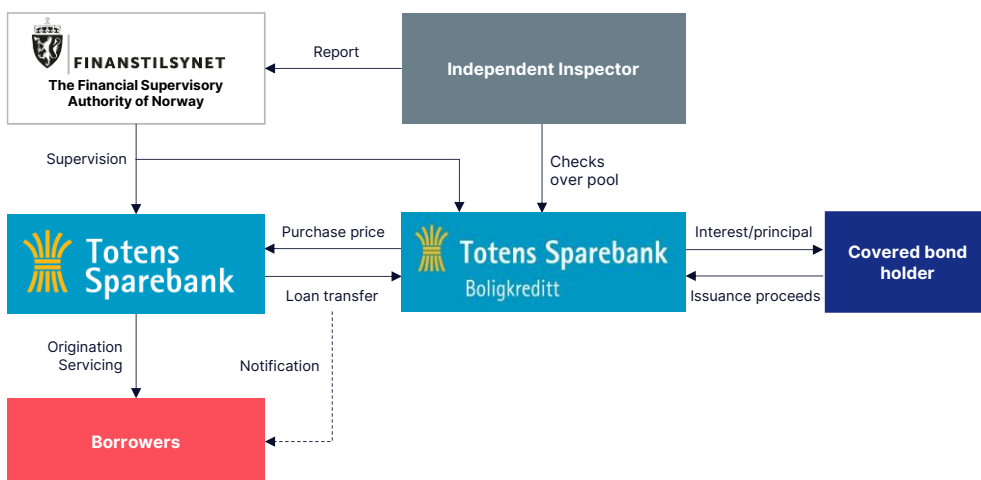 FINANSTILSYNET
The Financial Supervisory
Authority of Norway
Report
Independent Inspector
Supervision
Checks
over pool
Totens
Sparebank
Purchase price
Loan transfer
Totens Sparebank
Boligkreditt
Interest/principal
Issuance proceeds
Covered bond
holder
Origination
Servicing
Notification
Borrowers